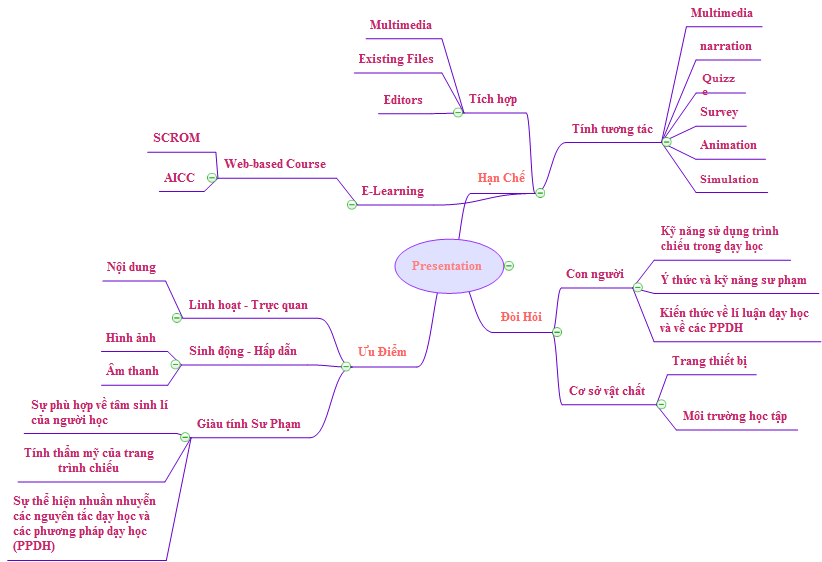 Multimedia
Existing Files
Editors
Tích hợp
Multimedia
narration
Quizz
e
Survey
Animation
Simulation
Tính tương tác
SCROM
AICC
Web-based Course
E-Learning
Hạn Chế
Presentation
Nội dung
Linh hoạt - Trực quan
Hình ảnh
Âm thanh
Sinh động - Hấp dẫn
Ưu Điểm
Sự phù hợp về tâm sinh lí
của người học
Giàu tính Sư Phạm
Tính thẩm mỹ của trang
trình chiếu
Sự thể hiện nhuần nhuyễn
các nguyên tắc dạy học và
các phương pháp dạy học
(PPDH)
Đòi Hỏi
Con người
Kỹ năng sử dụng trình
chiếu trong dạy học
Ý thức và kỹ năng sư phạm
Kiến thức về lí luận dạy học
và về các PPDH
Cơ sở vật chất
Trang thiết bị
Môi trường học tập